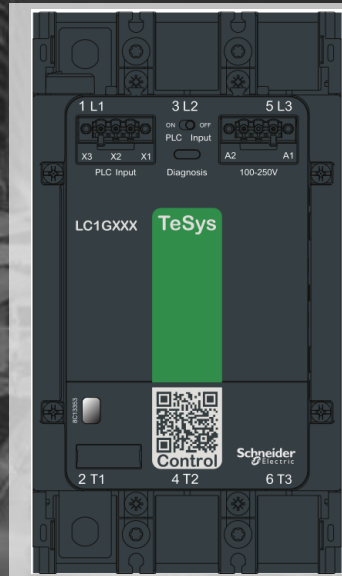 1 L1 3 L2 5 L3
ON OFF
PLC Input
X3 X2 X1 A2 A1
PLC Input Diagnosis 100-250V
LC1GXXX TeSys
8C13353
Control
Schneider
Electric
2 T1 4 T2 6 T3